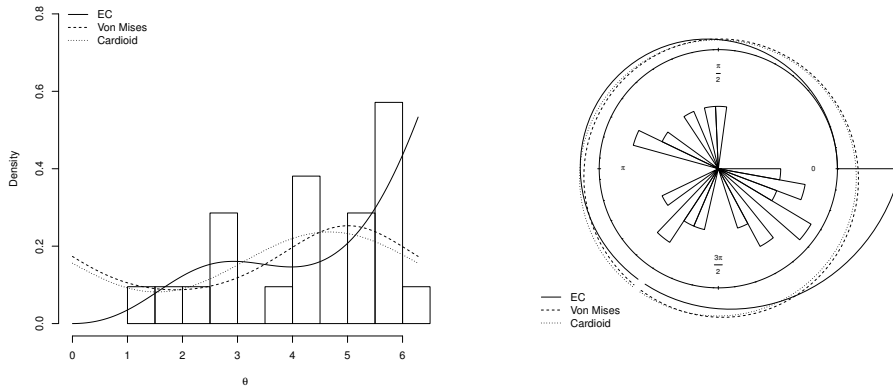 EC
Von Mises
Cardioid
Density
0.0
0.2
0.4
0.6
0.8
0 1 2 3 4 5 6
θ
π/2
π
0
3π/2
EC
Von Mises
Cardioid